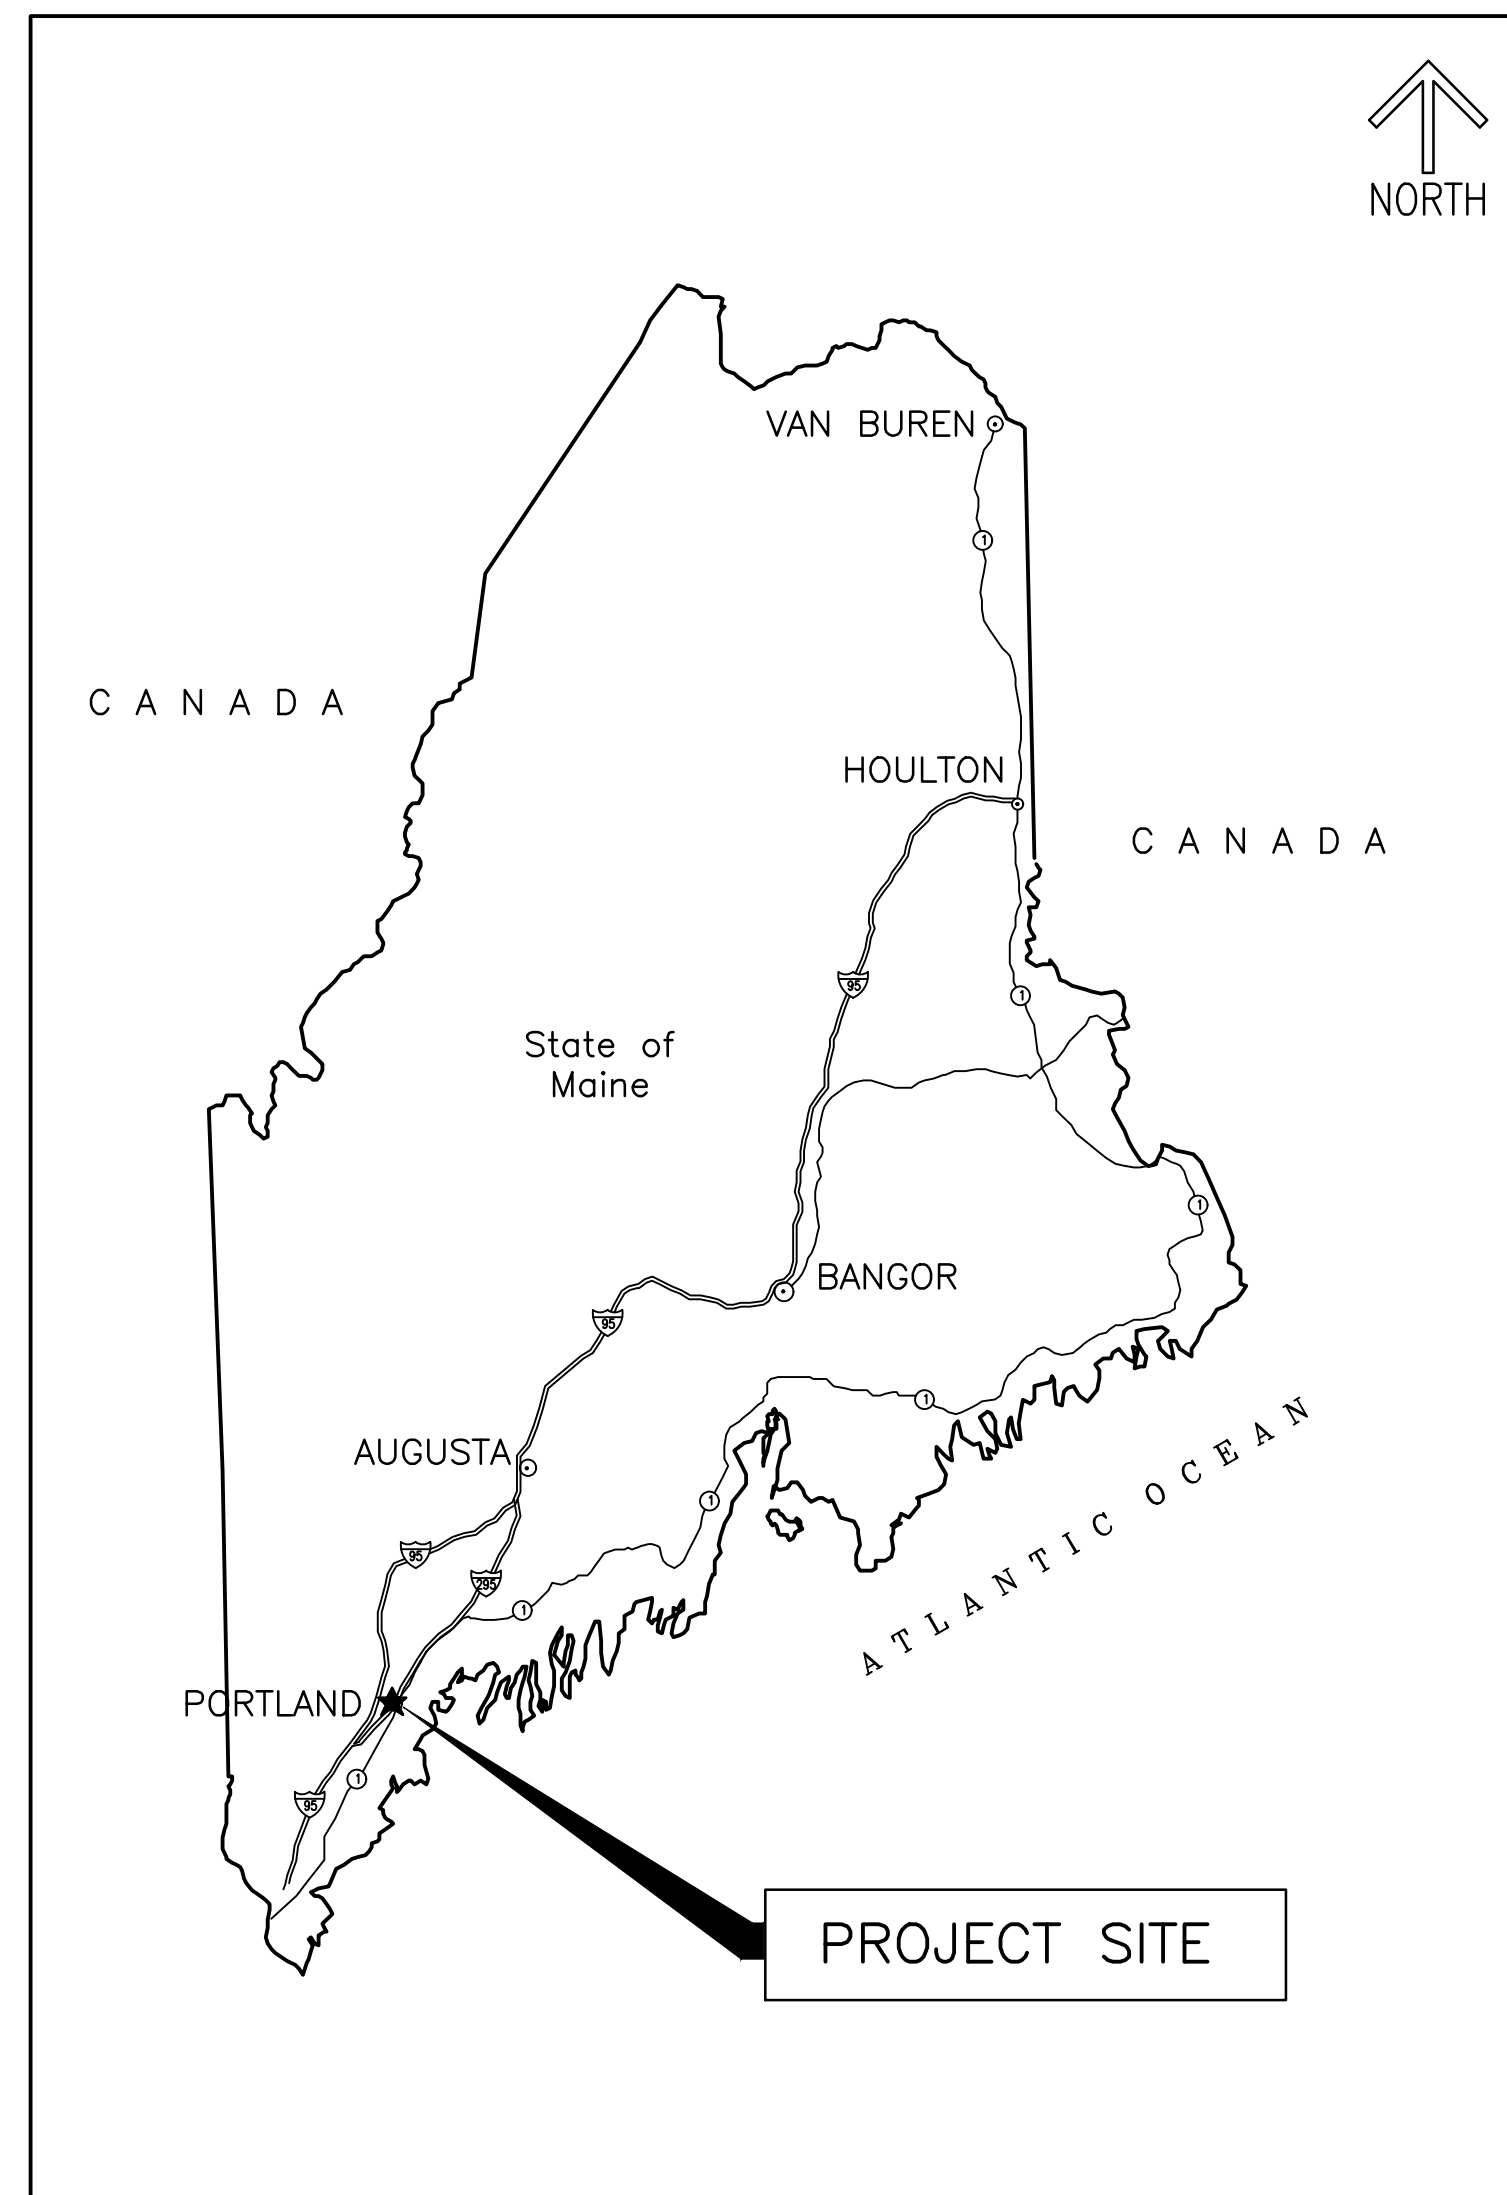 NORTH
VAN BUREN
1
CANADA
HOULTON
CANADA
95
1
State of
Maine
1
BANGOR
95
1
AUGUSTA
1
ATLANTIC OCEAN
95
295
1
PORTLAND
1
95
PROJECT SITE